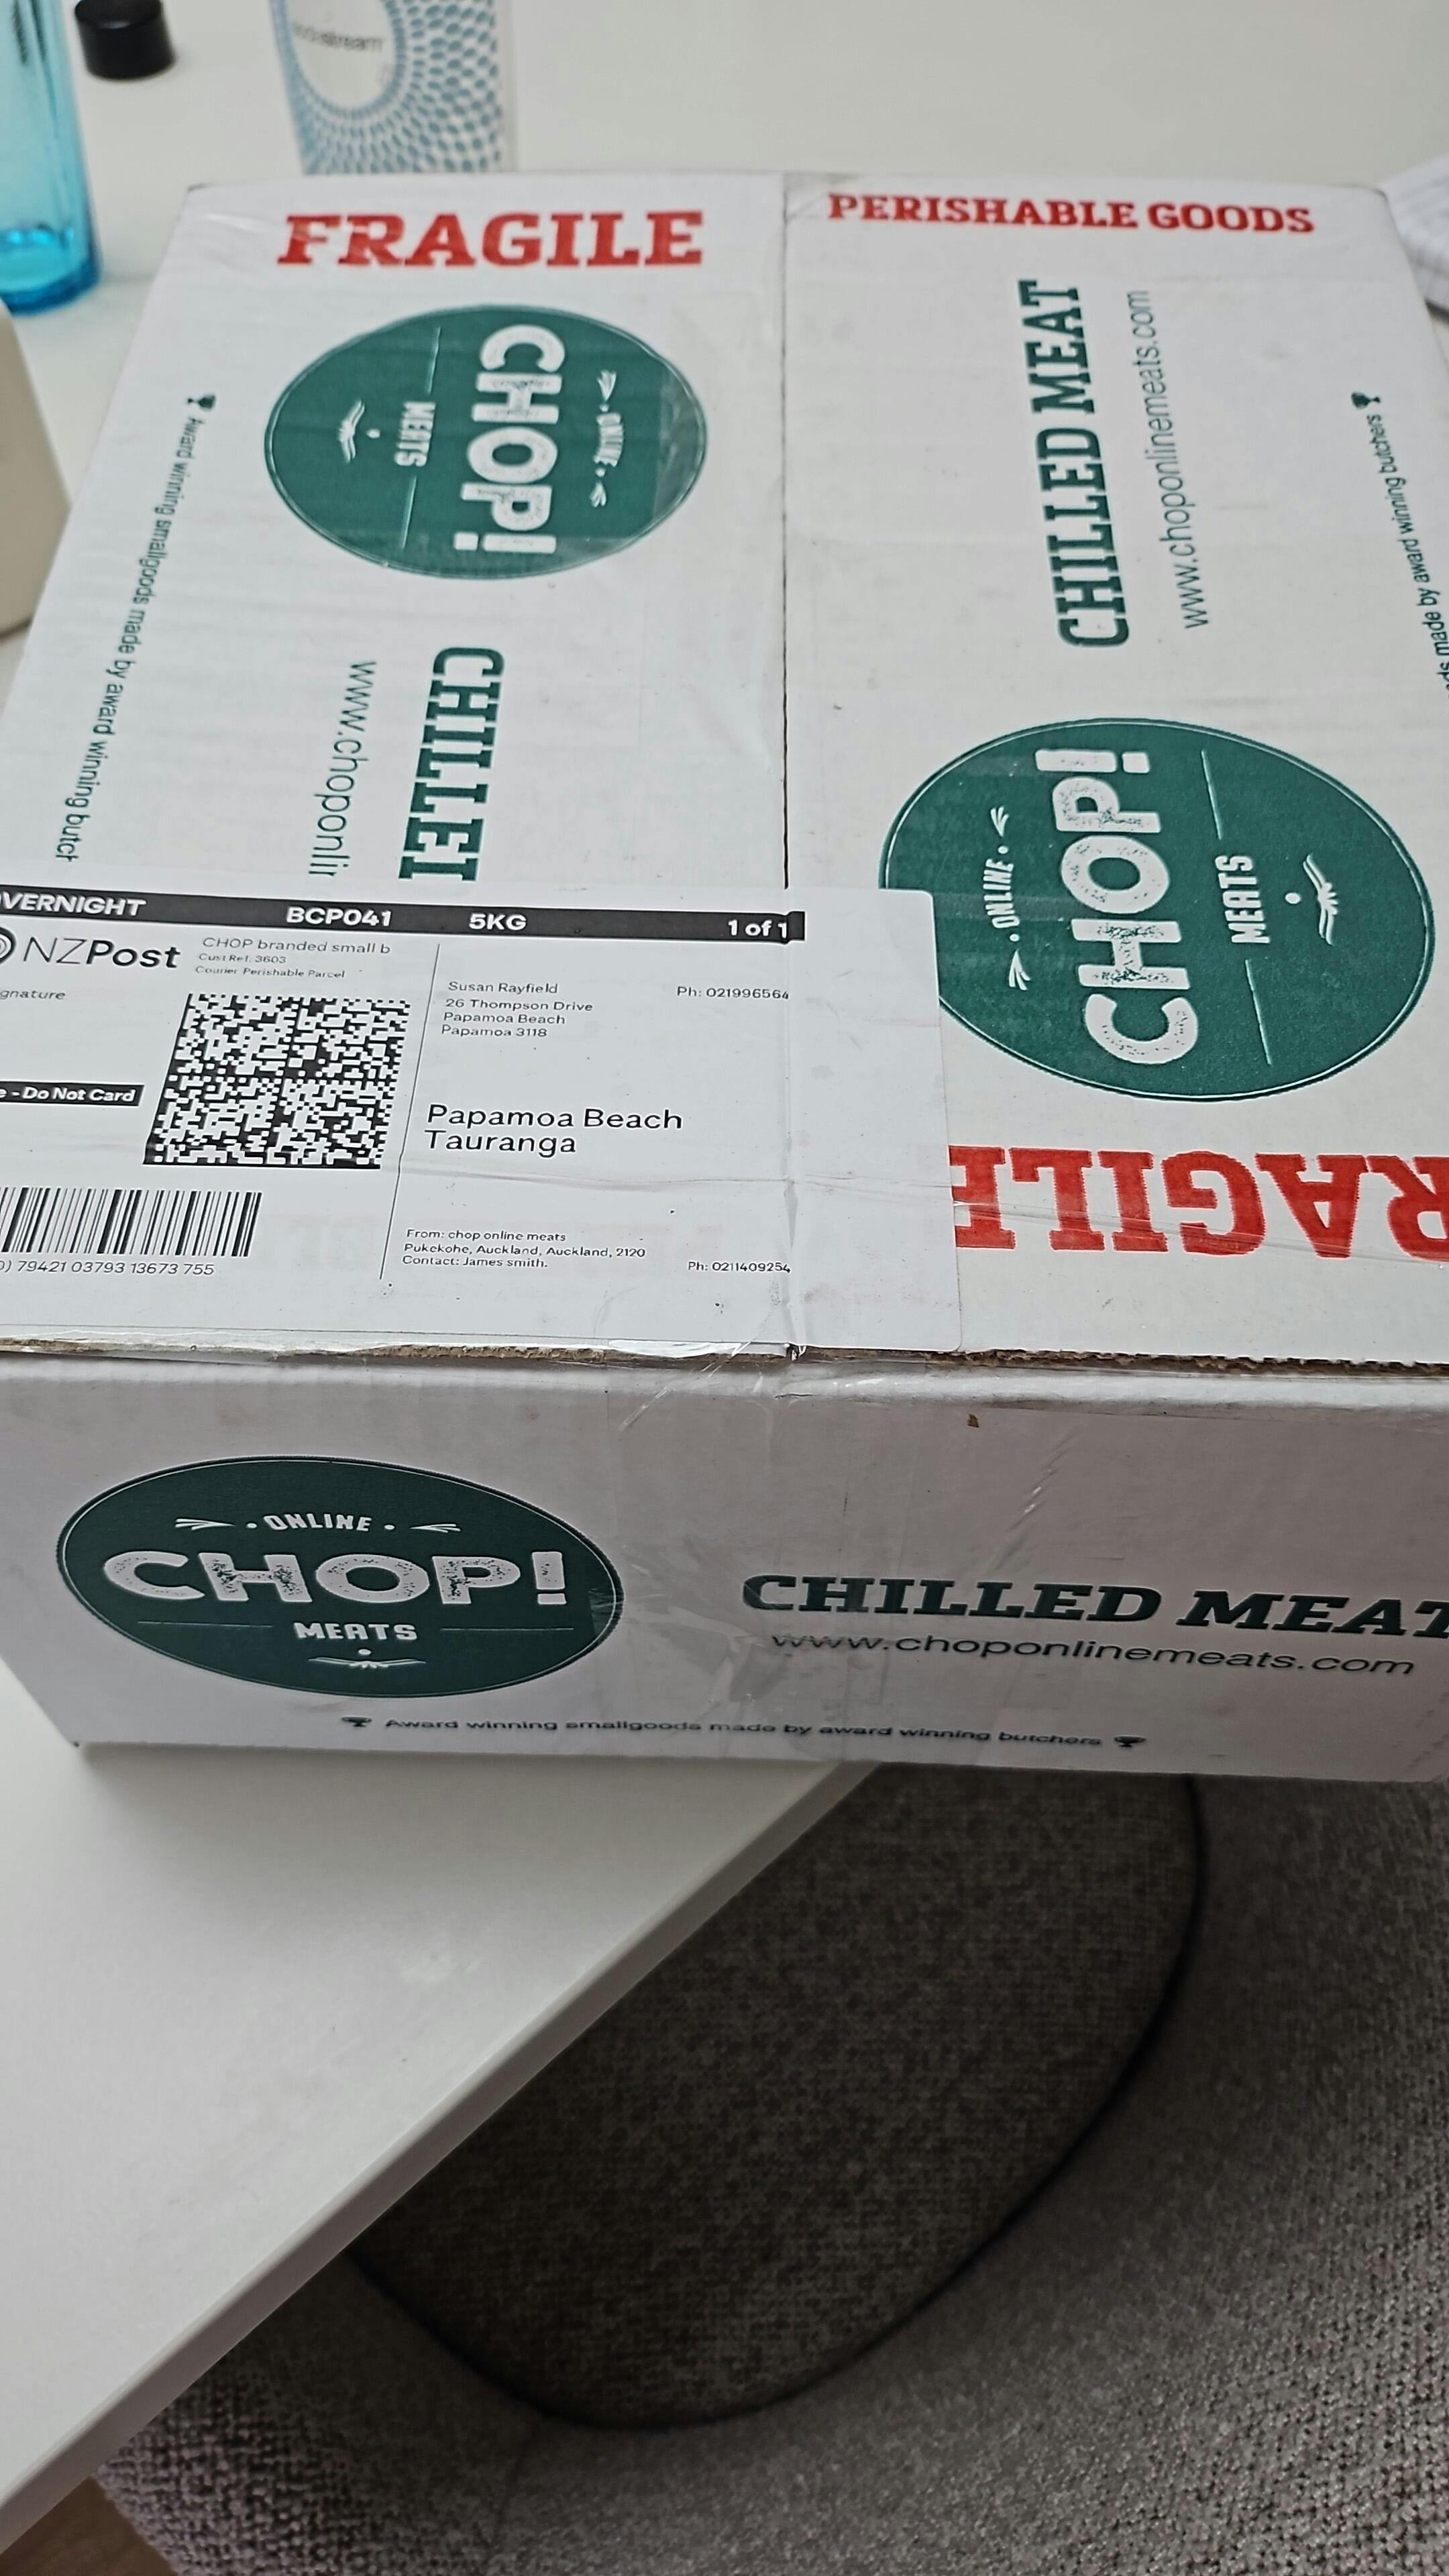 stream
FRAGILE
PERISHABLE GOODS
ONLINE
CHOP!
MEATS
CHILLED MEAT
www.choponlinemeats.com
Award winning smallgoods made by award winning butch
CHILLE
www.choponlin
ds made by award winning butchers
ONLINE
CHOP!
MEATS
RAGILE
VERNIGHT BCP041 5KG 1 of 1
NZPost
CHOP branded small b
Cust Ref: 3603
Courier Perishable Parcel
gnature
e - Do Not Card
Susan Rayfield Ph: 021996564
26 Thompson Drive
Papamoa Beach
Papamoa 3118
Papamoa Beach
Tauranga
From: chop online meats
Pukekohe, Auckland, Auckland, 2120
Contact: James smith. Ph: 0211409254
0) 79421 03793 13673 755
ONLINE
CHOP!
MEATS
CHILLED MEAT
www.choponlinemeats.com
Award winning smallgoods made by award winning butchers